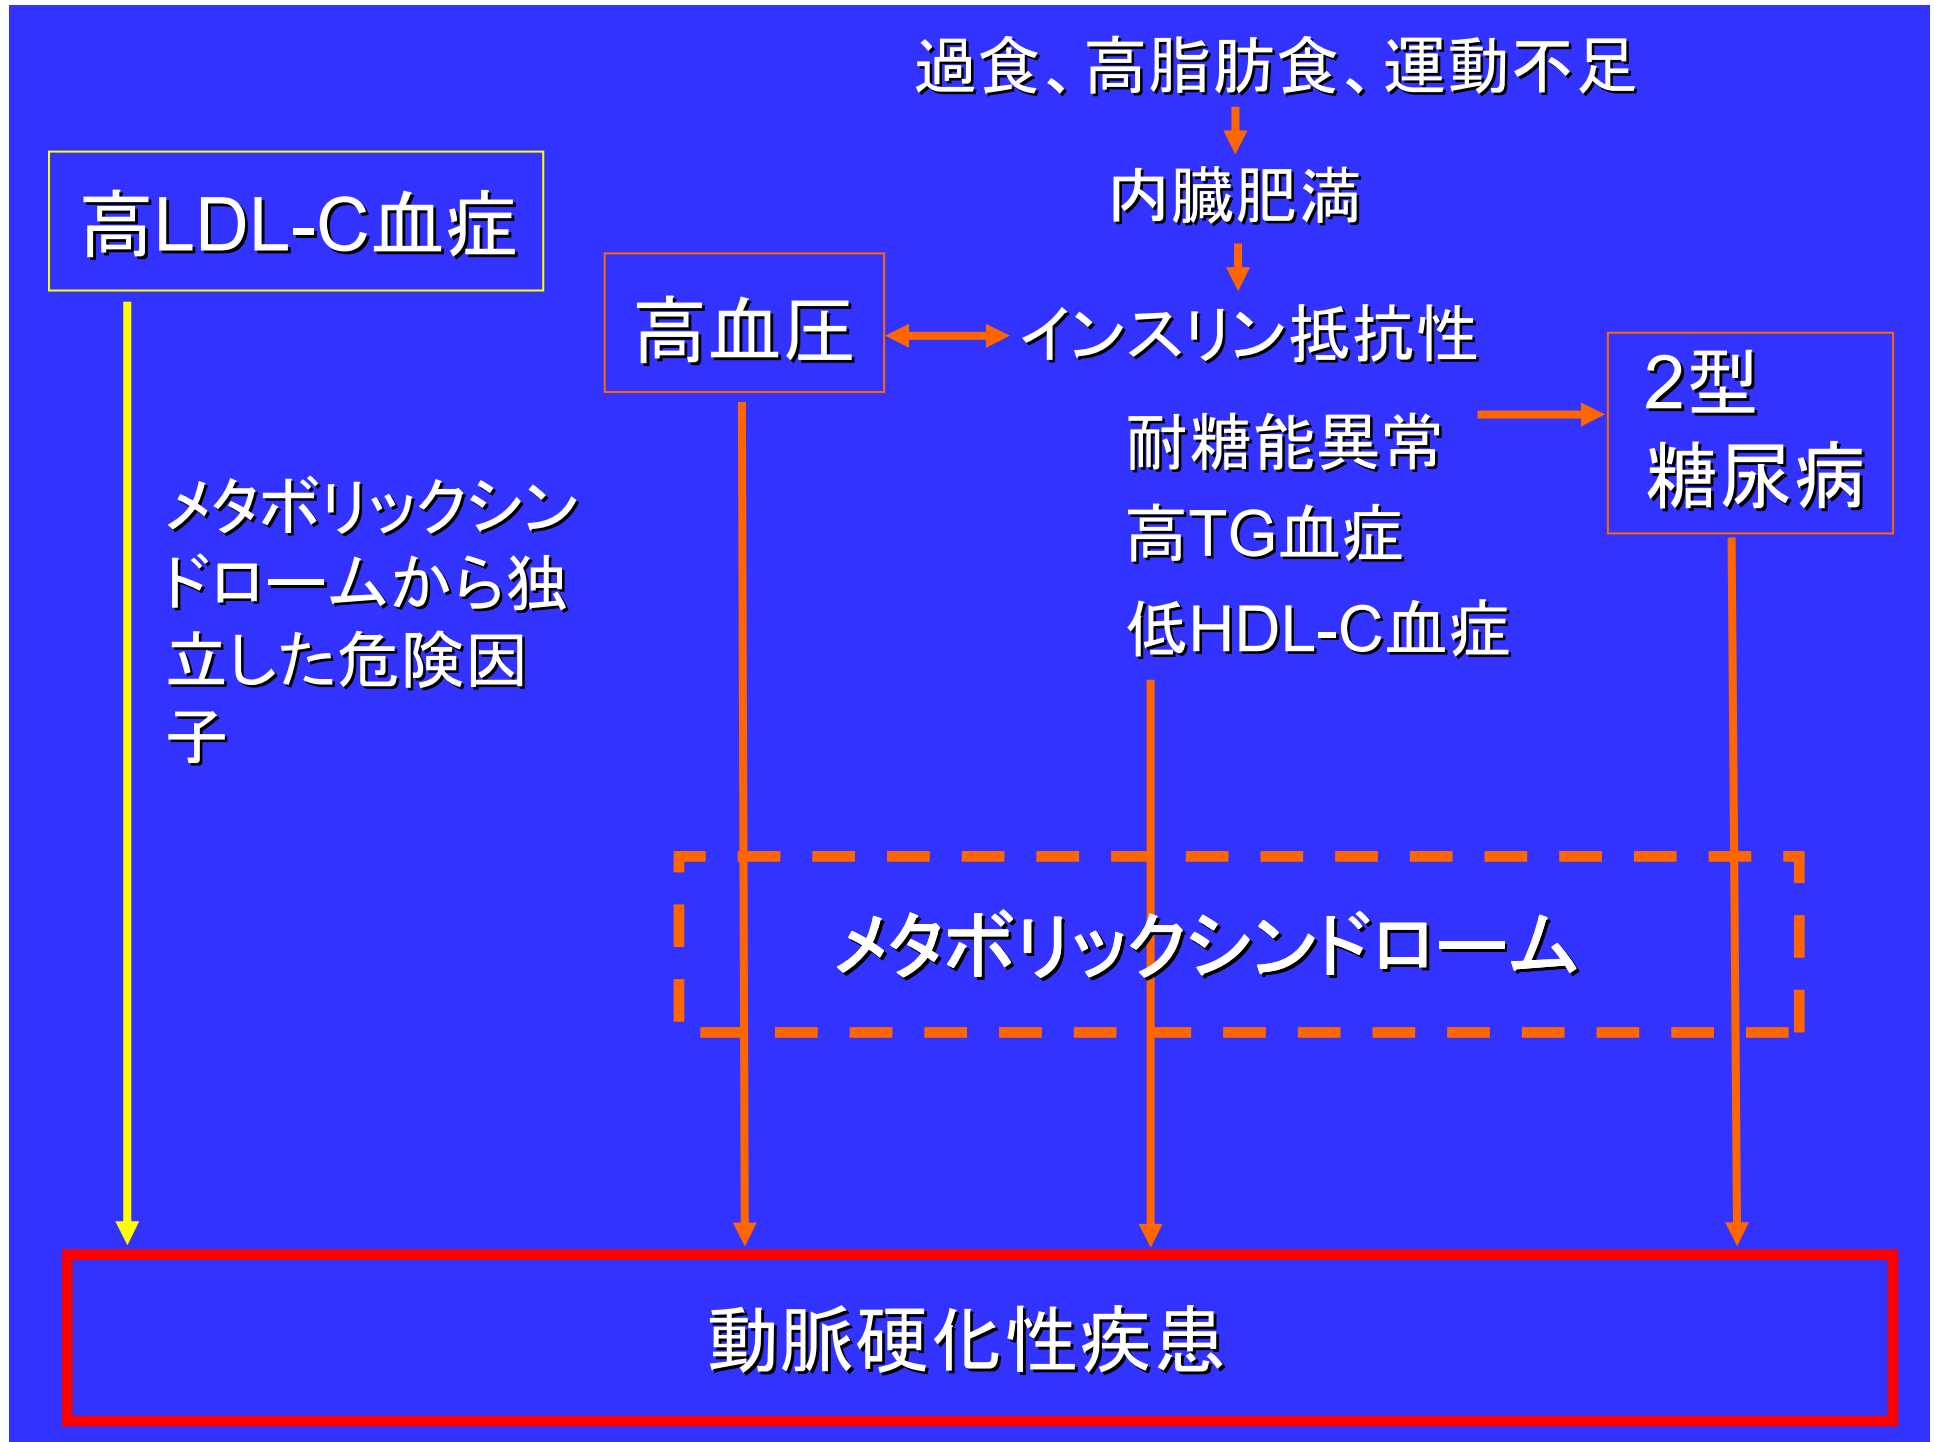 過食、高脂肪食、運動不足
内臓肥満
高LDL-C血症
高血圧
インスリン抵抗性
2型
糖尿病
耐糖能異常
高TG血症
低HDL-C血症
メタボリックシン
ドロームから独
立した危険因
子
メタボリックシンドローム
動脈硬化性疾患